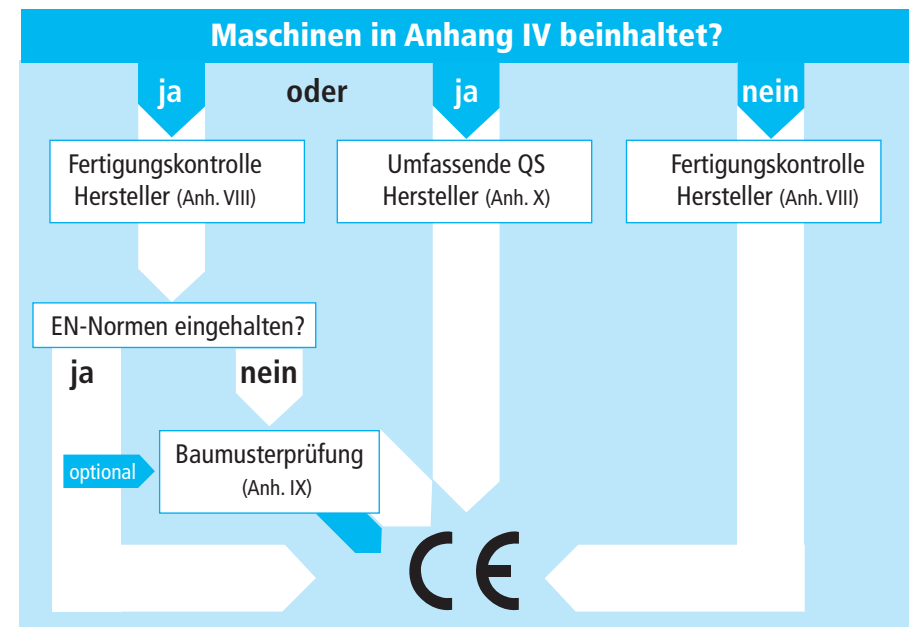 Maschinen in Anhang IV beinhaltet?
ja oder ja nein
Fertigungskontrolle
Hersteller (Anh. VIII)
Umfassende QS
Hersteller (Anh. X)
Fertigungskontrolle
Hersteller (Anh. VIII)
EN-Normen eingehalten?
ja nein
optional
Baumusterprüfung
(Anh. IX)
CE